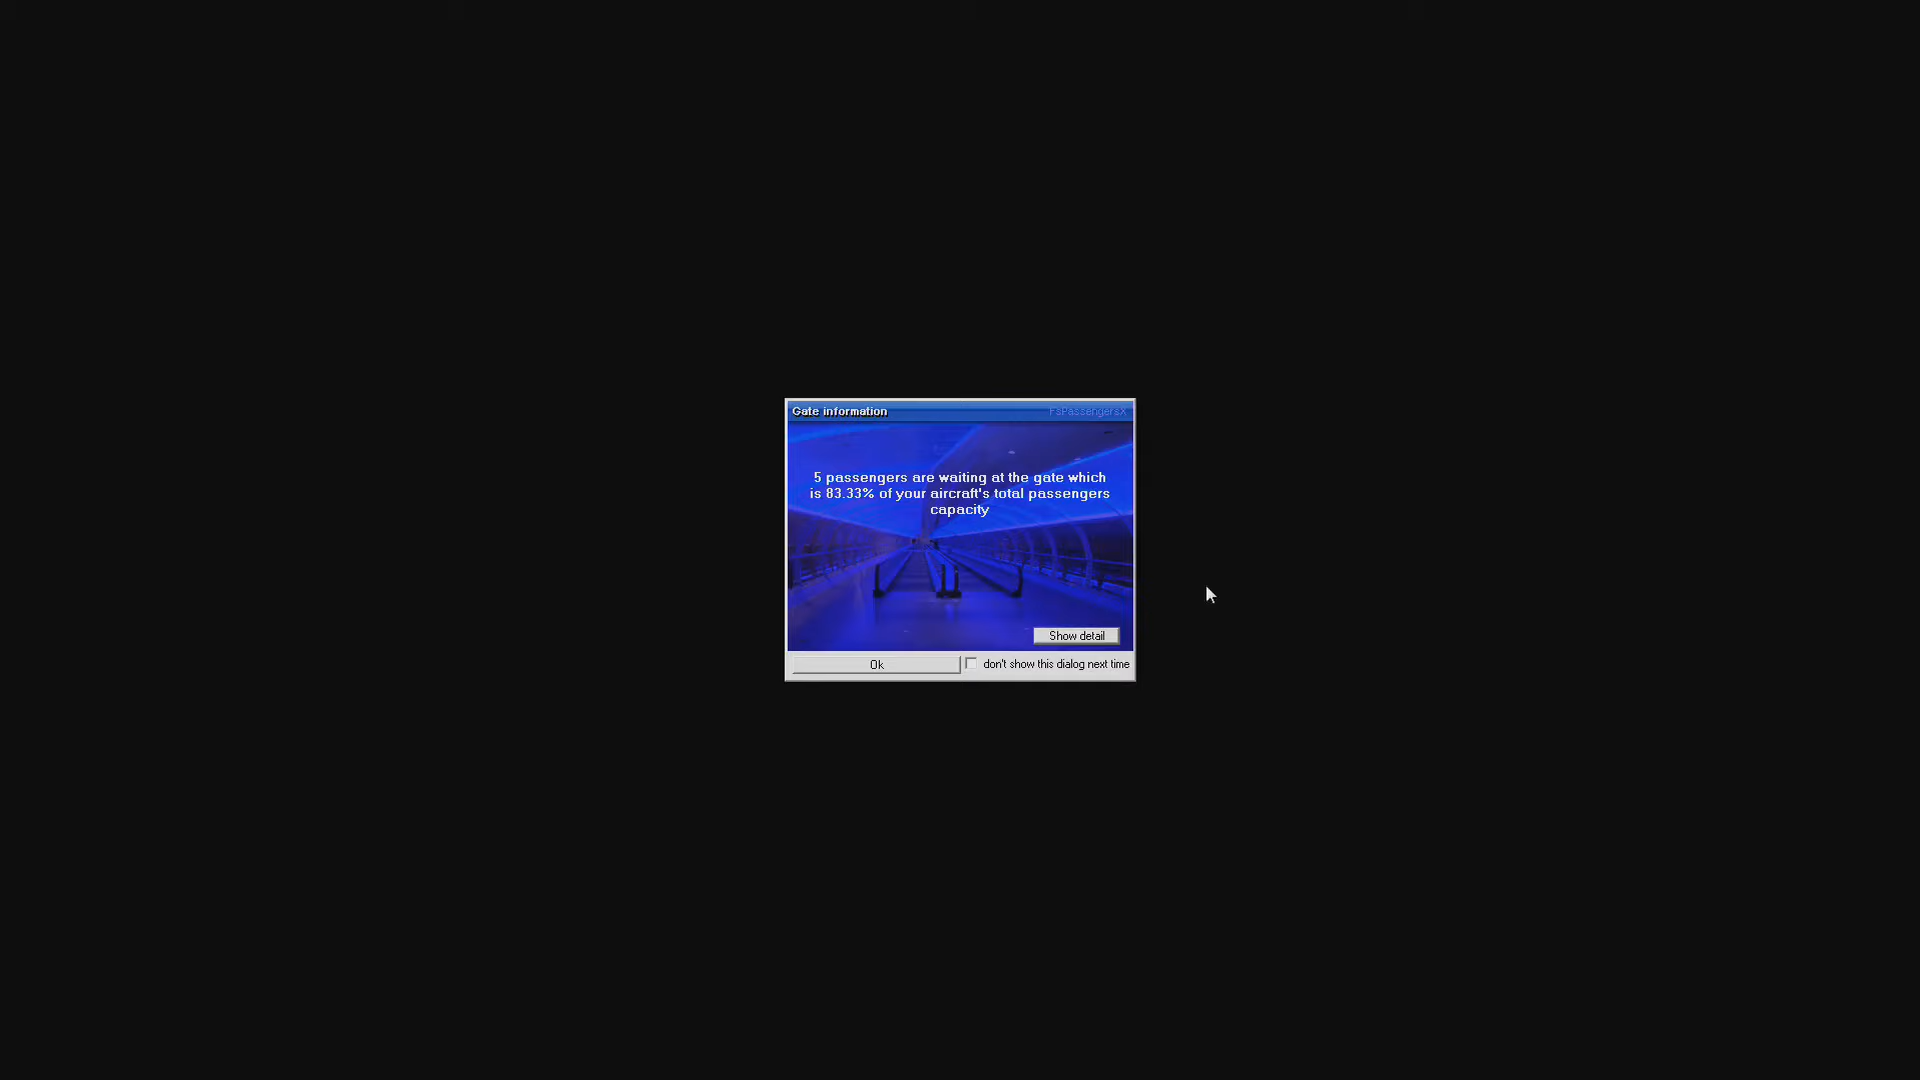 Gate information
FsPassengersX
5 passengers are waiting at the gate which
is 83.33% of your aircraft's total passengers
capacity
Show detail
Ok
don't show this dialog next time